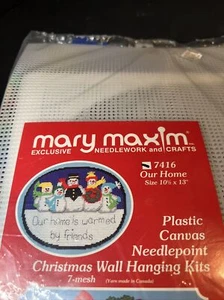 mary maxim
EXCLUSIVE NEEDLEWORK and CRAFTS
7416
Our Home
Size 10½ x 13"
Our home is warmed
by friends
Plastic
Canvas
Needlepoint
Christmas Wall Hanging Kits
7-mesh (Yarn made in Canada)